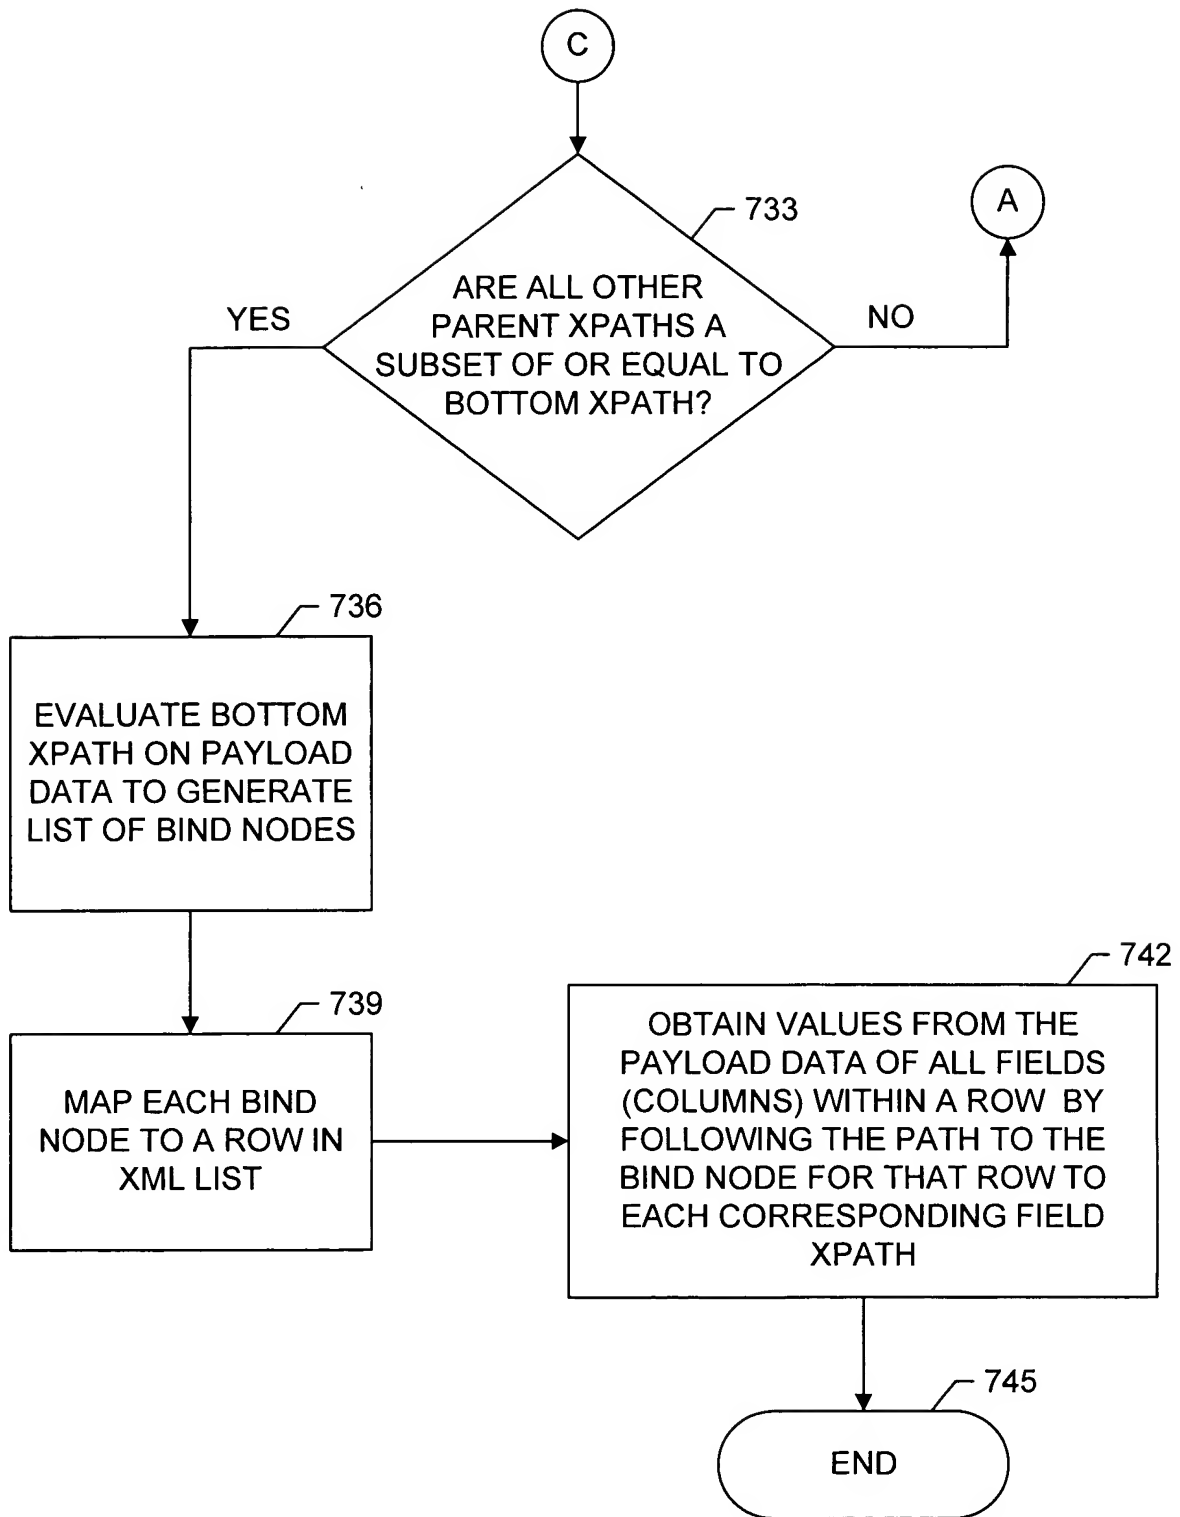 C
A
733
ARE ALL OTHER
PARENT XPATHS A
SUBSET OF OR EQUAL TO
BOTTOM XPATH?
YES
NO
736
EVALUATE BOTTOM
XPATH ON PAYLOAD
DATA TO GENERATE
LIST OF BIND NODES
739
MAP EACH BIND
NODE TO A ROW IN
XML LIST
742
OBTAIN VALUES FROM THE
PAYLOAD DATA OF ALL FIELDS
(COLUMNS) WITHIN A ROW BY
FOLLOWING THE PATH TO THE
BIND NODE FOR THAT ROW TO
EACH CORRESPONDING FIELD
XPATH
745
END